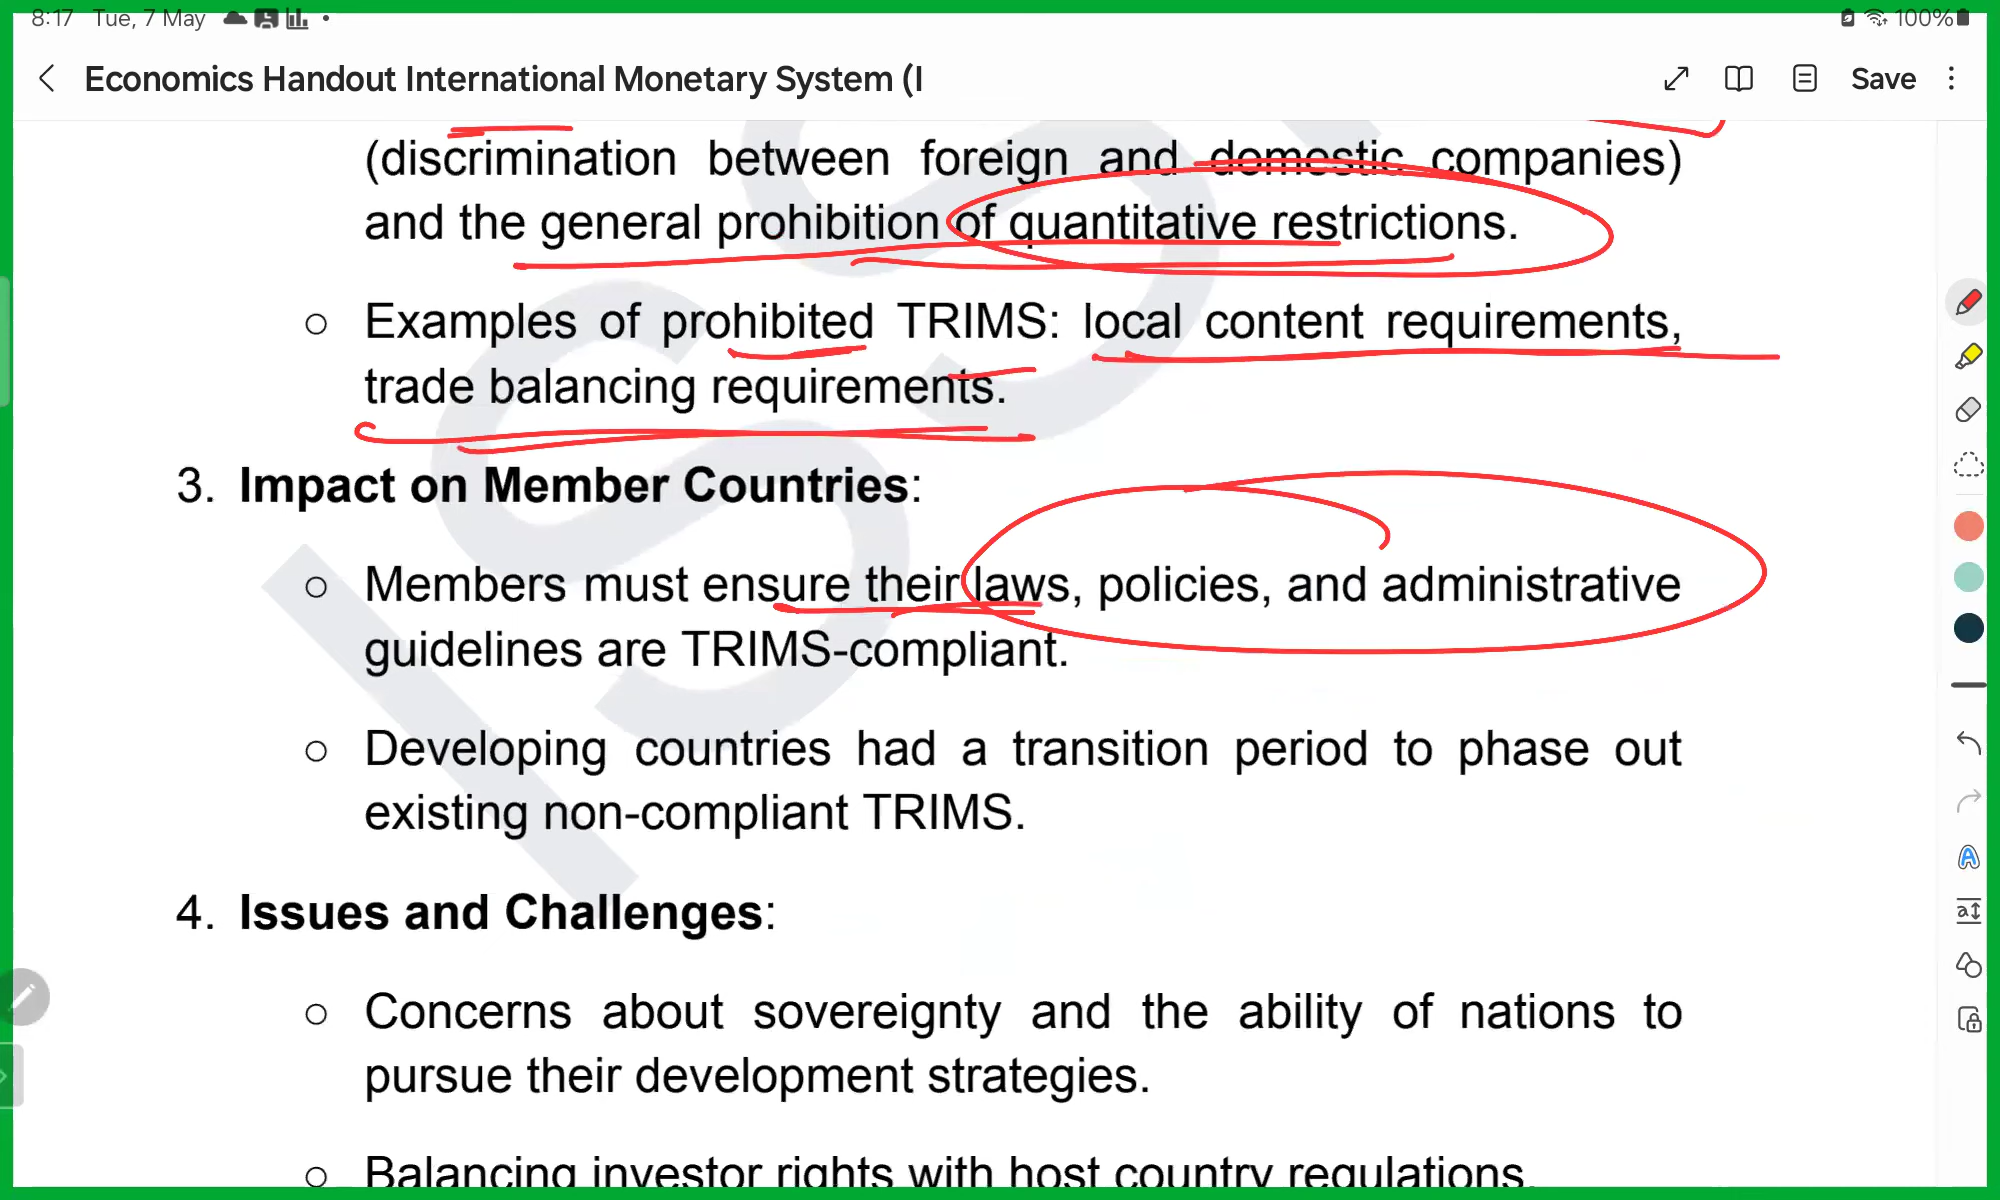 8:17 Tue, 7 May 100%
Economics Handout International Monetary System (I
Save
(discrimination between foreign and domestic companies)
and the general prohibition of quantitative restrictions.
○ Examples of prohibited TRIMS: local content requirements,
trade balancing requirements.
3. Impact on Member Countries:
○ Members must ensure their laws, policies, and administrative
guidelines are TRIMS-compliant.
○ Developing countries had a transition period to phase out
existing non-compliant TRIMS.
4. Issues and Challenges:
○ Concerns about sovereignty and the ability of nations to
pursue their development strategies.
○ Balancing investor rights with host country regulations.